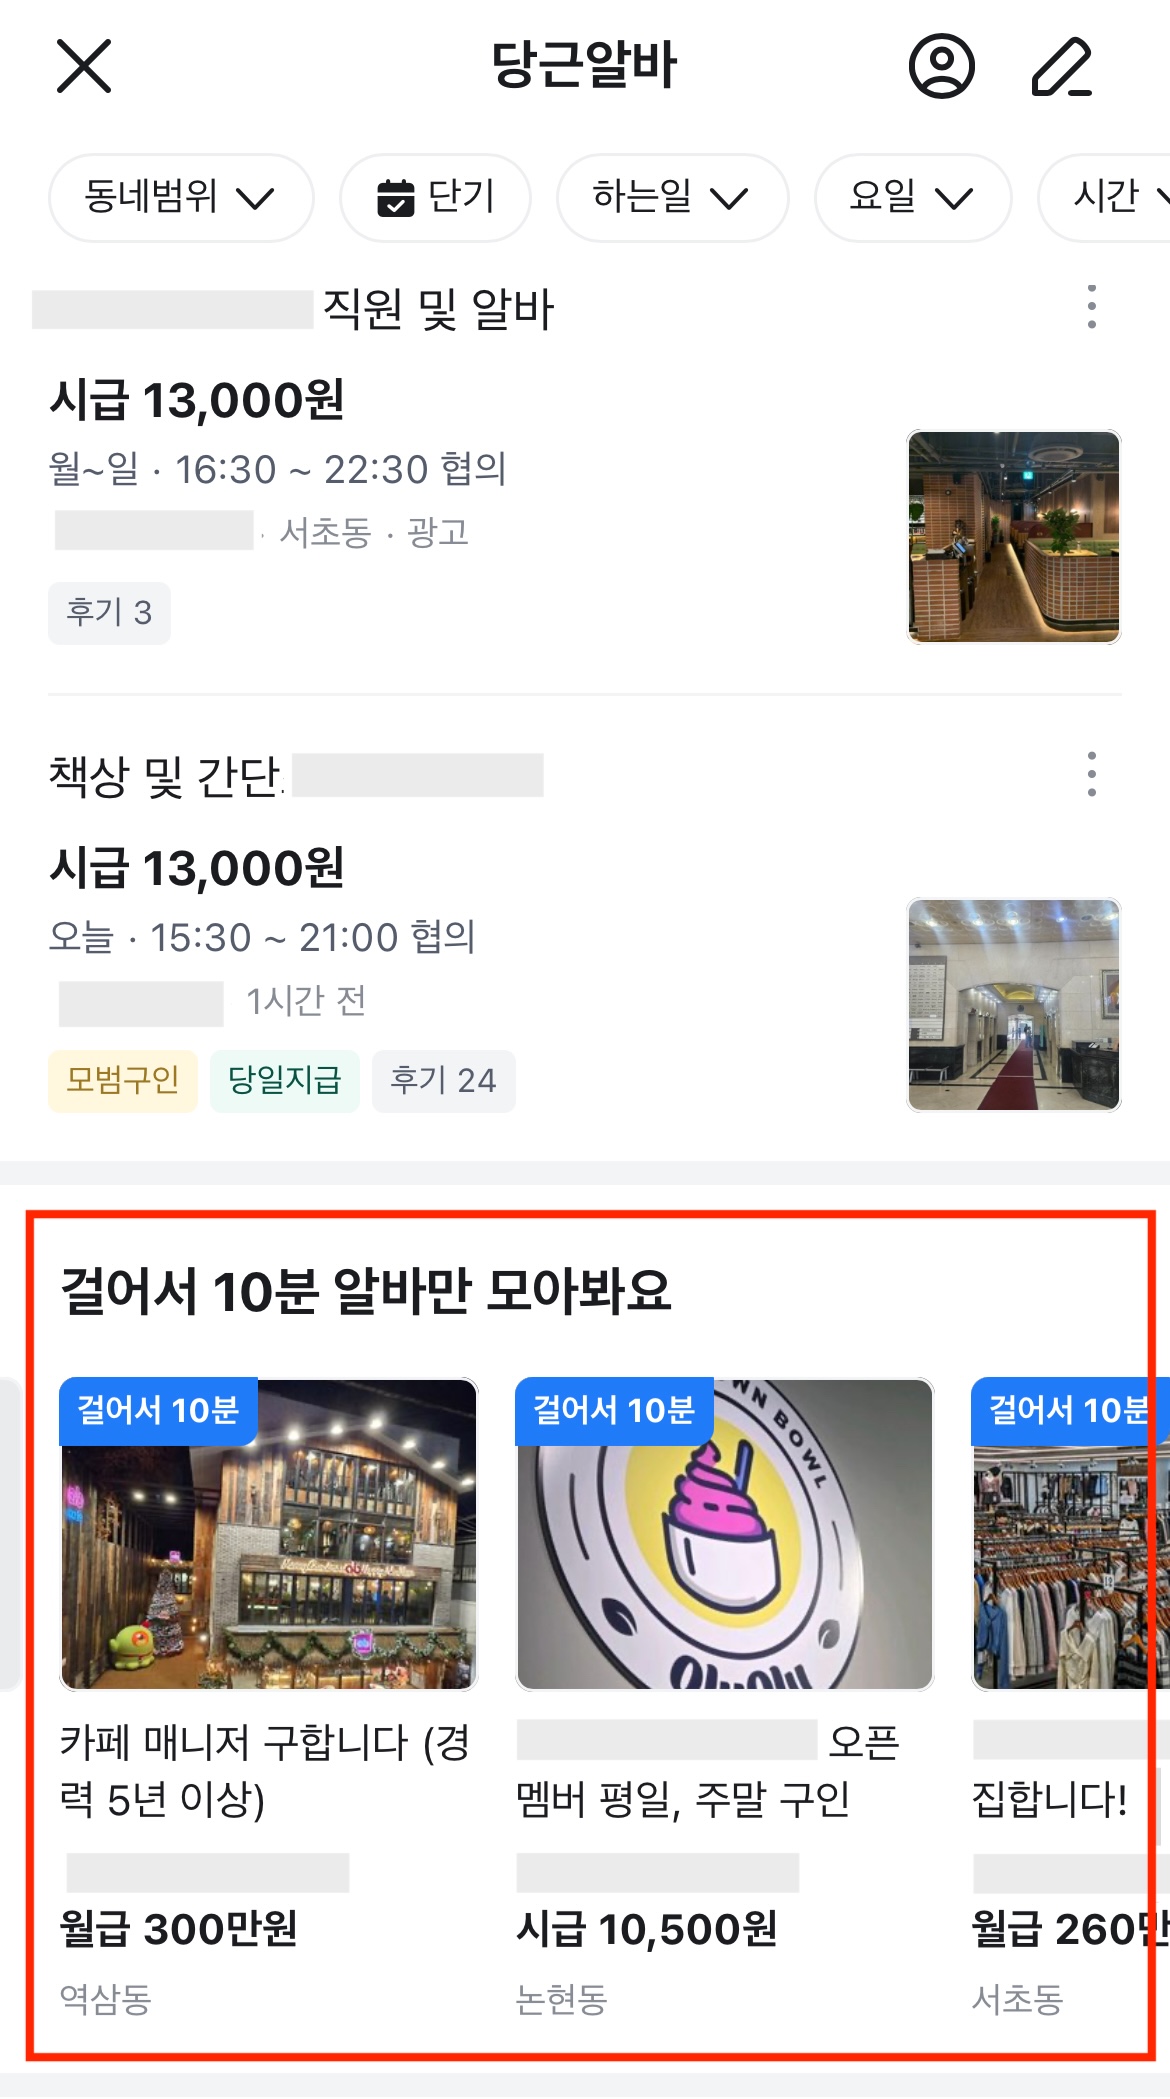 당근알바
동네범위 단기 하는일 요일 시간
직원 및 알바
시급 13,000원
월~일 · 16:30 ~ 22:30 협의
· 서초동 · 광고
후기 3
책상 및 간단
시급 13,000원
오늘 · 15:30 ~ 21:00 협의
1시간 전
모범구인 당일지급 후기 24
걸어서 10분 알바만 모아봐요
걸어서 10분
카페 매니저 구합니다 (경
력 5년 이상)
월급 300만원
역삼동
걸어서 10분
WN BOWL
오픈
멤버 평일, 주말 구인
시급 10,500원
논현동
걸어서 10분
집합니다!
월급 260만
서초동